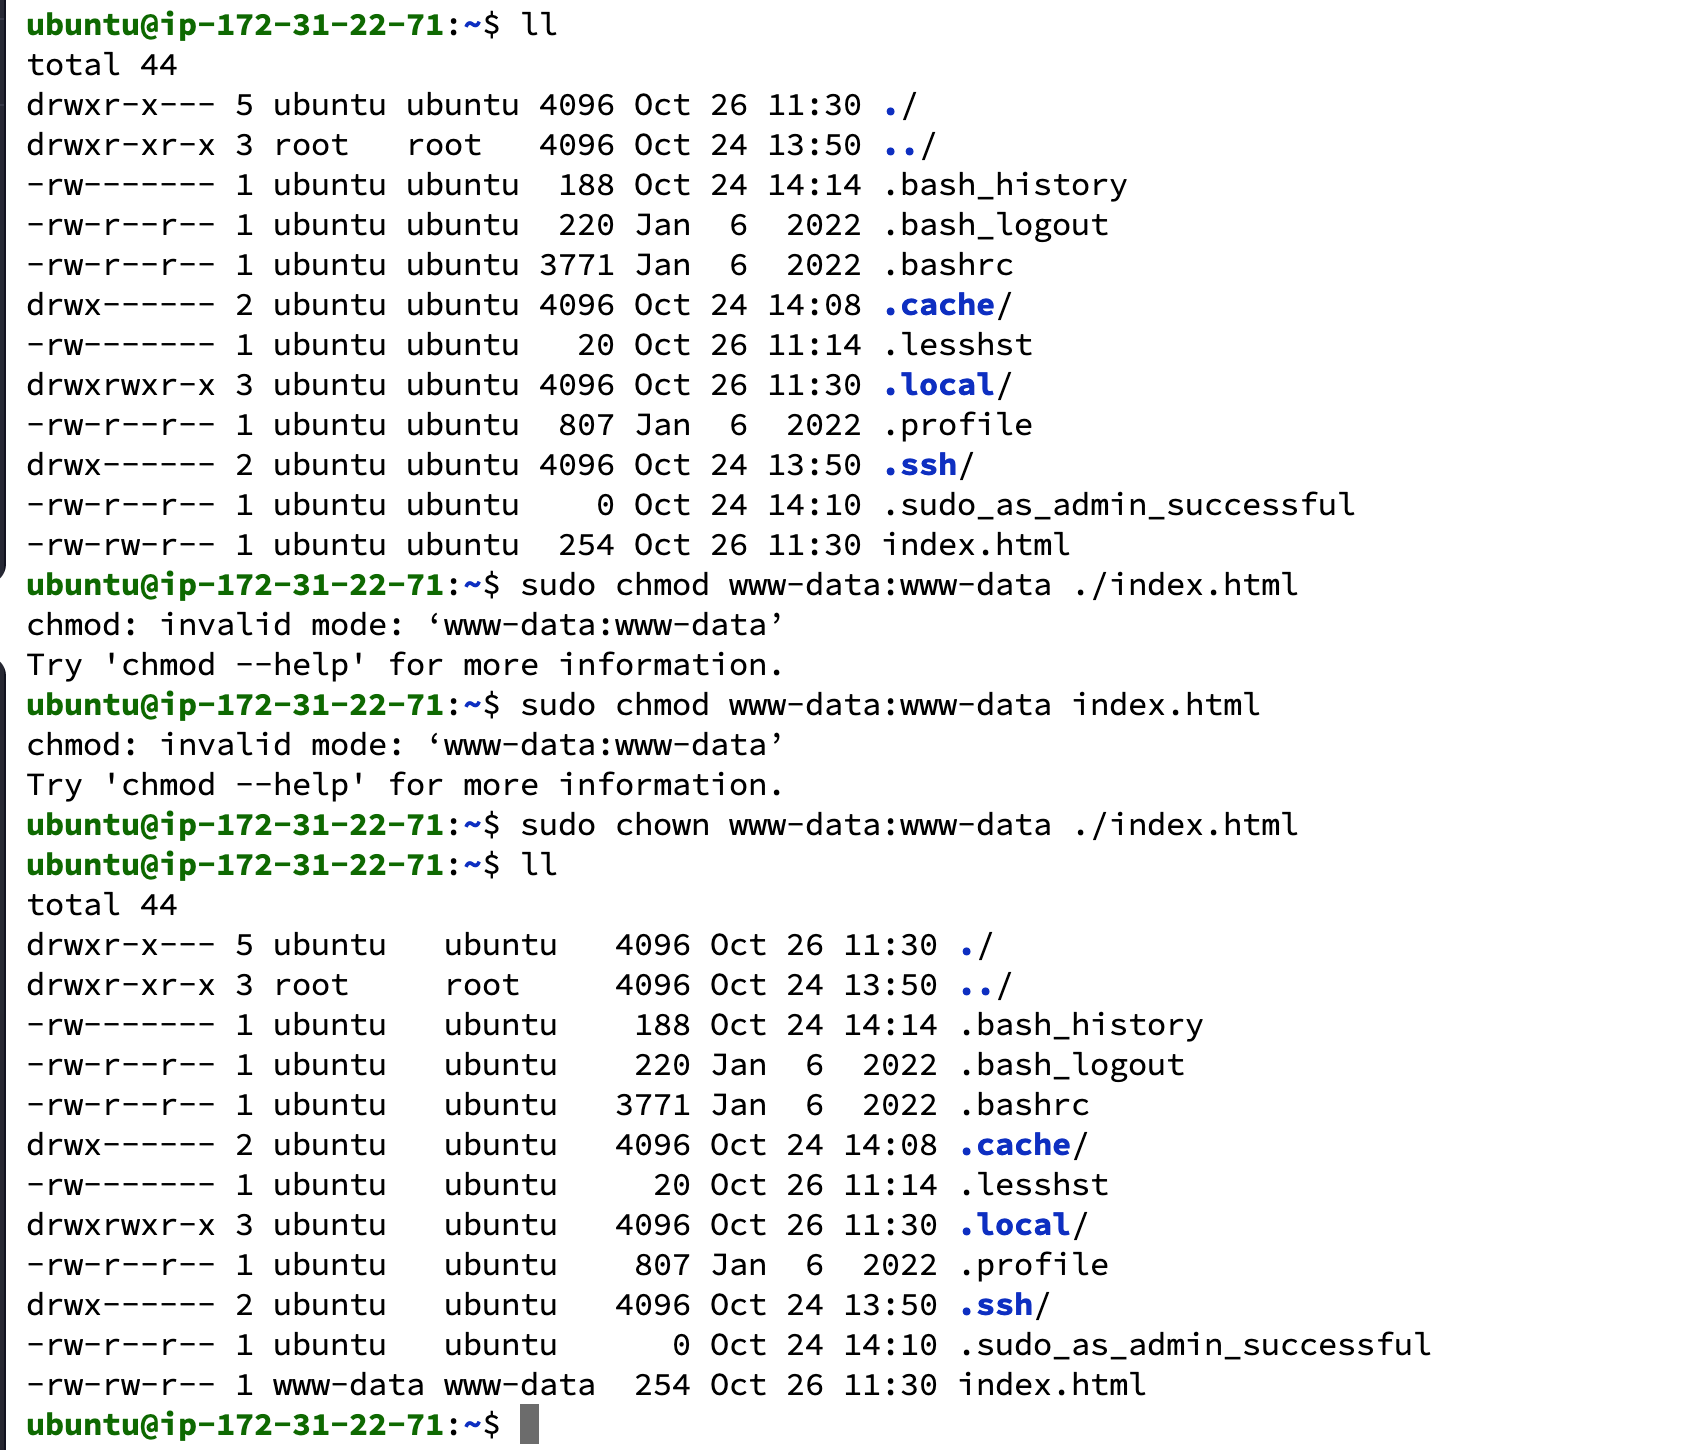 ubuntu@ip-172-31-22-71:~$ ll
total 44
drwxr-x--- 5 ubuntu ubuntu 4096 Oct 26 11:30 ./
drwxr-xr-x 3 root   root   4096 Oct 24 13:50 ../
-rw------- 1 ubuntu ubuntu  188 Oct 24 14:14 .bash_history
-rw-r--r-- 1 ubuntu ubuntu  220 Jan  6  2022 .bash_logout
-rw-r--r-- 1 ubuntu ubuntu 3771 Jan  6  2022 .bashrc
drwx------ 2 ubuntu ubuntu 4096 Oct 24 14:08 .cache/
-rw------- 1 ubuntu ubuntu   20 Oct 26 11:14 .lesshst
drwxrwxr-x 3 ubuntu ubuntu 4096 Oct 26 11:30 .local/
-rw-r--r-- 1 ubuntu ubuntu  807 Jan  6  2022 .profile
drwx------ 2 ubuntu ubuntu 4096 Oct 24 13:50 .ssh/
-rw-r--r-- 1 ubuntu ubuntu    0 Oct 24 14:10 .sudo_as_admin_successful
-rw-rw-r-- 1 ubuntu ubuntu  254 Oct 26 11:30 index.html
ubuntu@ip-172-31-22-71:~$ sudo chmod www-data:www-data ./index.html
chmod: invalid mode: ‘www-data:www-data’
Try 'chmod --help' for more information.
ubuntu@ip-172-31-22-71:~$ sudo chmod www-data:www-data index.html
chmod: invalid mode: ‘www-data:www-data’
Try 'chmod --help' for more information.
ubuntu@ip-172-31-22-71:~$ sudo chown www-data:www-data ./index.html
ubuntu@ip-172-31-22-71:~$ ll
total 44
drwxr-x--- 5 ubuntu   ubuntu   4096 Oct 26 11:30 ./
drwxr-xr-x 3 root     root     4096 Oct 24 13:50 ../
-rw------- 1 ubuntu   ubuntu    188 Oct 24 14:14 .bash_history
-rw-r--r-- 1 ubuntu   ubuntu    220 Jan  6  2022 .bash_logout
-rw-r--r-- 1 ubuntu   ubuntu   3771 Jan  6  2022 .bashrc
drwx------ 2 ubuntu   ubuntu   4096 Oct 24 14:08 .cache/
-rw------- 1 ubuntu   ubuntu     20 Oct 26 11:14 .lesshst
drwxrwxr-x 3 ubuntu   ubuntu   4096 Oct 26 11:30 .local/
-rw-r--r-- 1 ubuntu   ubuntu    807 Jan  6  2022 .profile
drwx------ 2 ubuntu   ubuntu   4096 Oct 24 13:50 .ssh/
-rw-r--r-- 1 ubuntu   ubuntu      0 Oct 24 14:10 .sudo_as_admin_successful
-rw-rw-r-- 1 www-data www-data  254 Oct 26 11:30 index.html
ubuntu@ip-172-31-22-71:~$